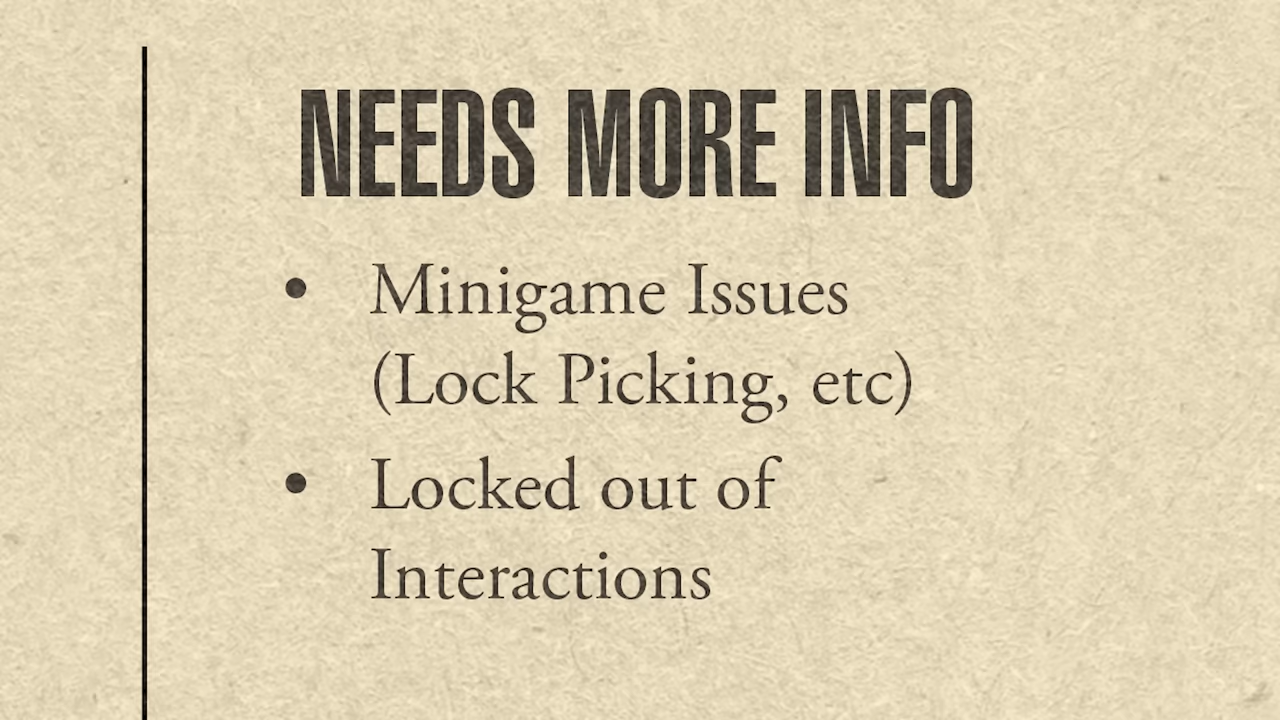 NEEDS MORE INFO
• Minigame Issues
(Lock Picking, etc)
• Locked out of
Interactions